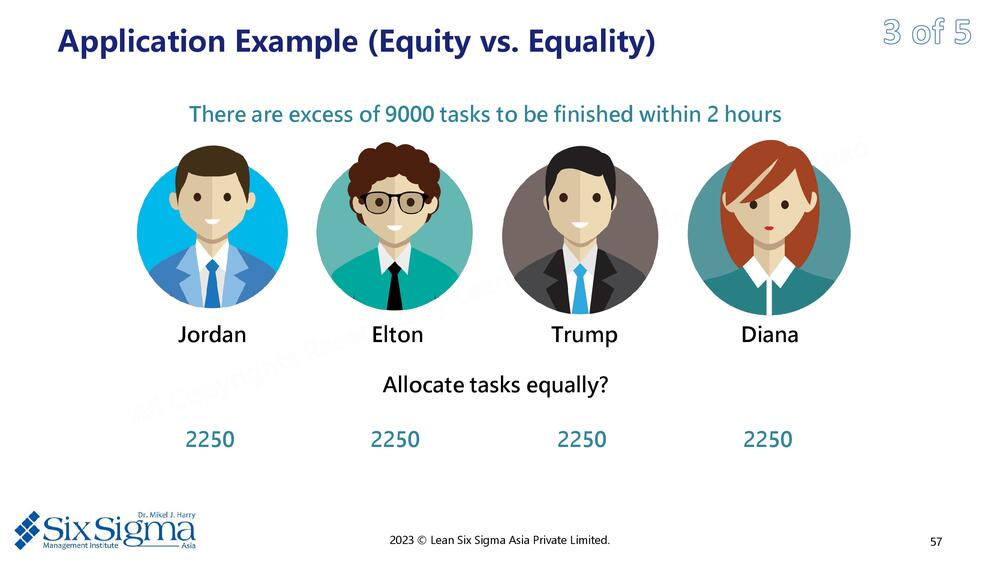 Application Example (Equity vs. Equality)
3 of 5
There are excess of 9000 tasks to be finished within 2 hours
Jordan Elton Trump Diana
Allocate tasks equally?
2250 2250 2250 2250
Dr. Mikel J. Harry
SixSigma
Management Institute Asia
2023 © Lean Six Sigma Asia Private Limited.
57